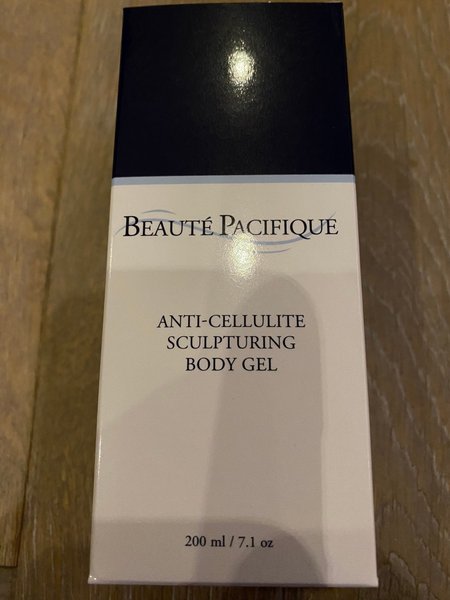 BEAUTÉ PACIFIQUE
ANTI-CELLULITE
SCULPTURING
BODY GEL
200 ml / 7.1 oz